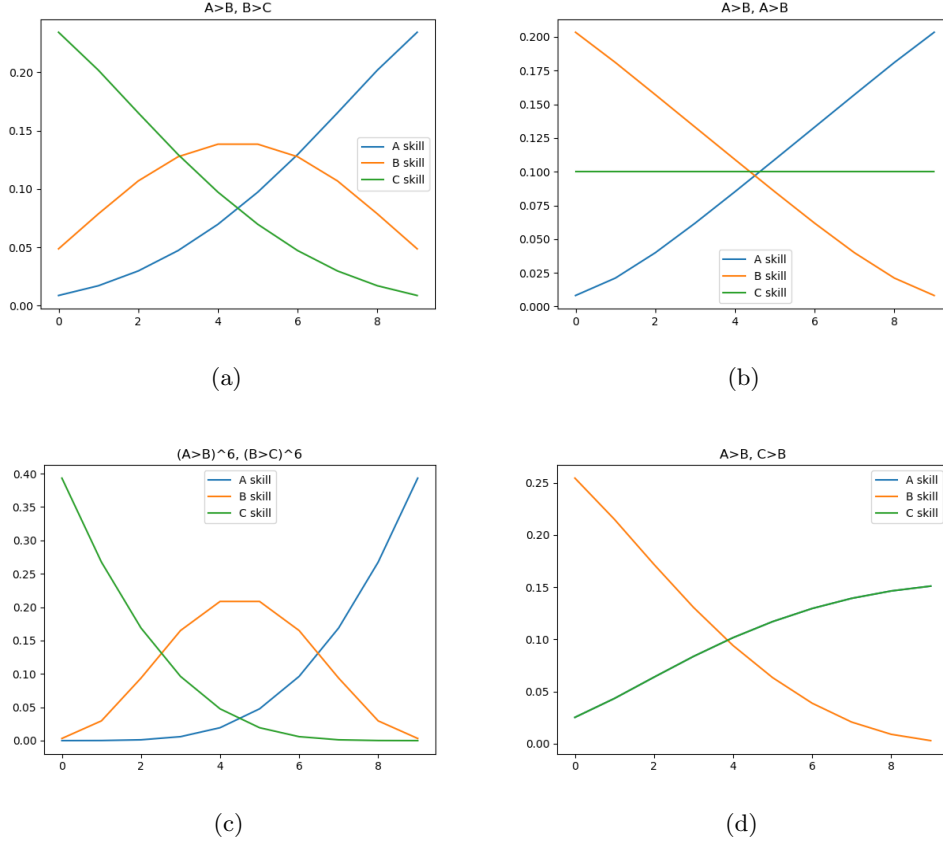 A>B, B>C
0.20
0.15
0.10
0.05
0.00
A skill
B skill
C skill
0 2 4 6 8
(a)
A>B, A>B
0.200
0.175
0.150
0.125
0.100
0.075
0.050
0.025
0.000
A skill
B skill
C skill
0 2 4 6 8
(b)
(A>B)^6, (B>C)^6
0.40
0.35
0.30
0.25
0.20
0.15
0.10
0.05
0.00
A skill
B skill
C skill
0 2 4 6 8
(c)
A>B, C>B
0.25
0.20
0.15
0.10
0.05
0.00
A skill
B skill
C skill
0 2 4 6 8
(d)